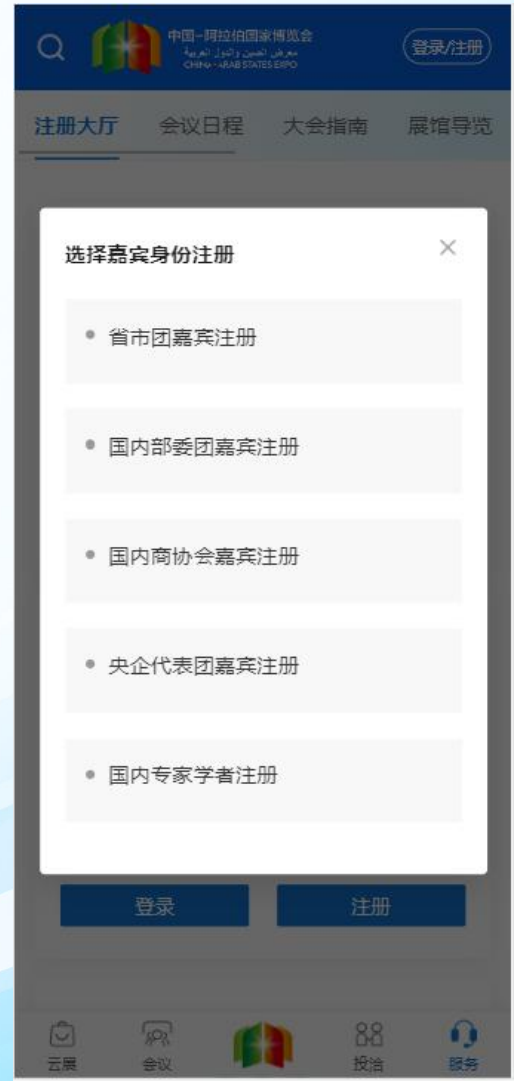 中国-阿拉伯国家博览会
معرض الصين والدول العربية
CHINA-ARAB STATES EXPO
登录/注册
注册大厅 会议日程 大会指南 展馆导览
选择嘉宾身份注册
省市团嘉宾注册
国内部委团嘉宾注册
国内商协会嘉宾注册
央企代表团嘉宾注册
国内专家学者注册
登录 注册
云展 会议 投洽 服务